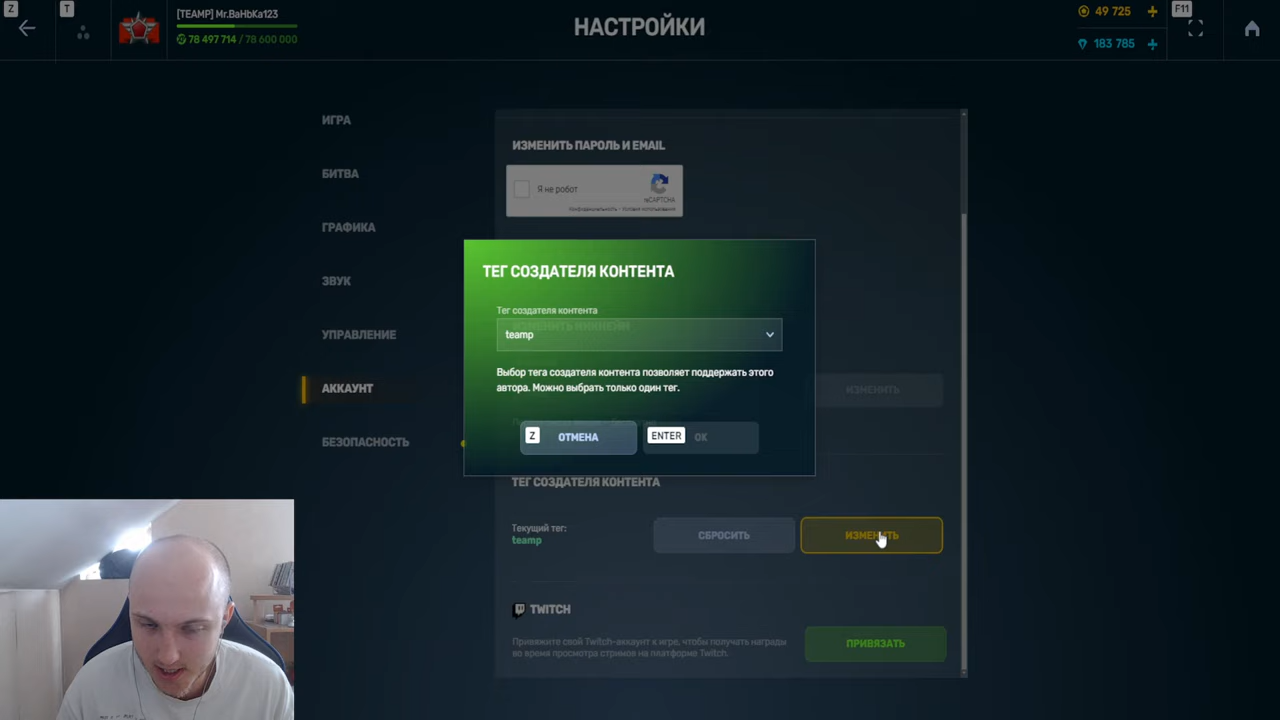 Z
T
[TEAMP] Mr.BaHbKa123
78 497 714 / 78 600 000
НАСТРОЙКИ
49 725
183 785
F11
ИГРА
БИТВА
ГРАФИКА
ЗВУК
УПРАВЛЕНИЕ
АККАУНТ
БЕЗОПАСНОСТЬ
ИЗМЕНИТЬ ПАРОЛЬ И EMAIL
Я не робот
reCAPTCHA
Конфиденциальность - Условия использования
ТЕГ СОЗДАТЕЛЯ КОНТЕНТА
Тег создателя контента
teamp
Выбор тега создателя контента позволяет поддержать этого
автора. Можно выбрать только один тег.
Z ОТМЕНА
ENTER ОК
ИЗМЕНИТЬ
ТЕГ СОЗДАТЕЛЯ КОНТЕНТА
Текущий тег:
teamp
СБРОСИТЬ
ИЗМЕНИТЬ
TWITCH
Привяжите свой Twitch-аккаунт к игре, чтобы получать награды
во время просмотра стримов на платформе Twitch.
ПРИВЯЗАТЬ